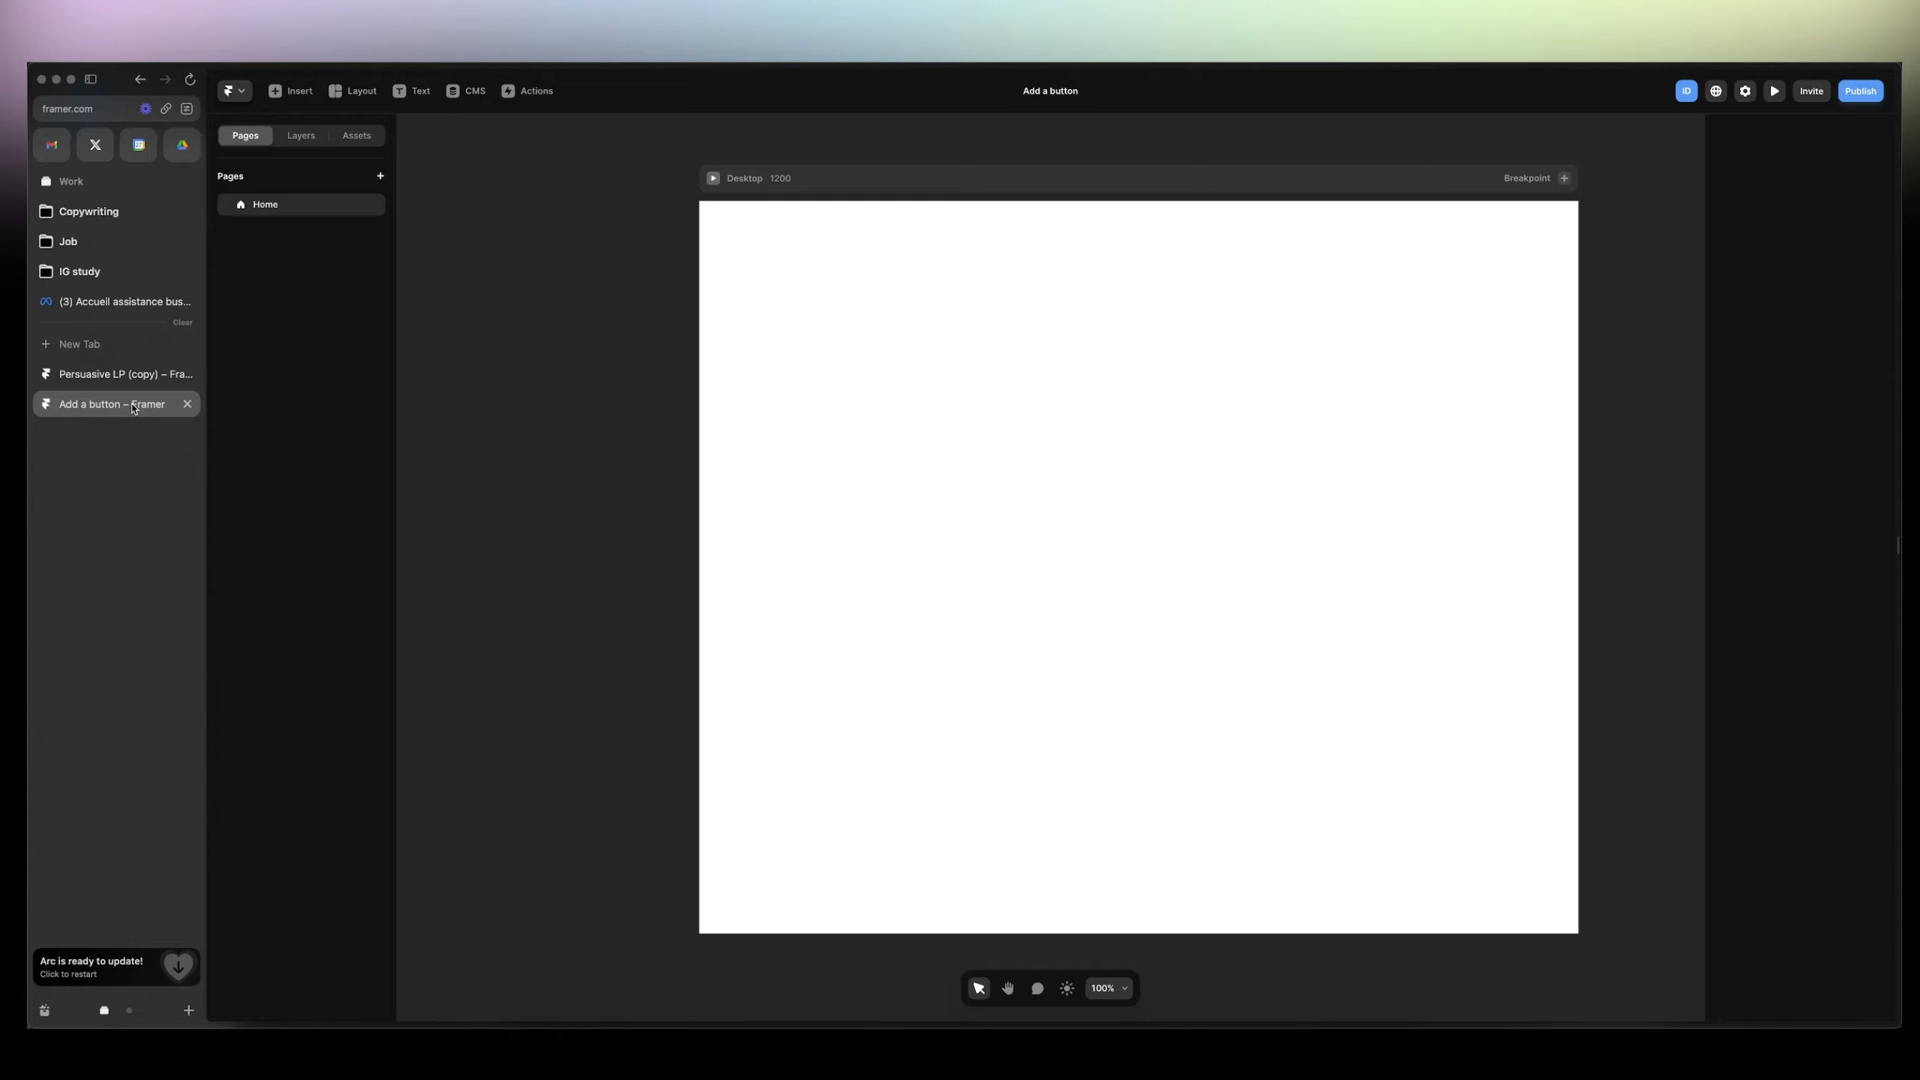 framer.com
Insert
Layout
Text
CMS
Actions
Add a button
ID
Invite
Publish
Work
Copywriting
Job
IG study
(3) Accueil assistance bus...
Clear
New Tab
Persuasive LP (copy) – Fra...
Add a button – Framer
Arc is ready to update!
Click to restart
Pages
Layers
Assets
Pages
Home
Desktop 1200
Breakpoint
100%